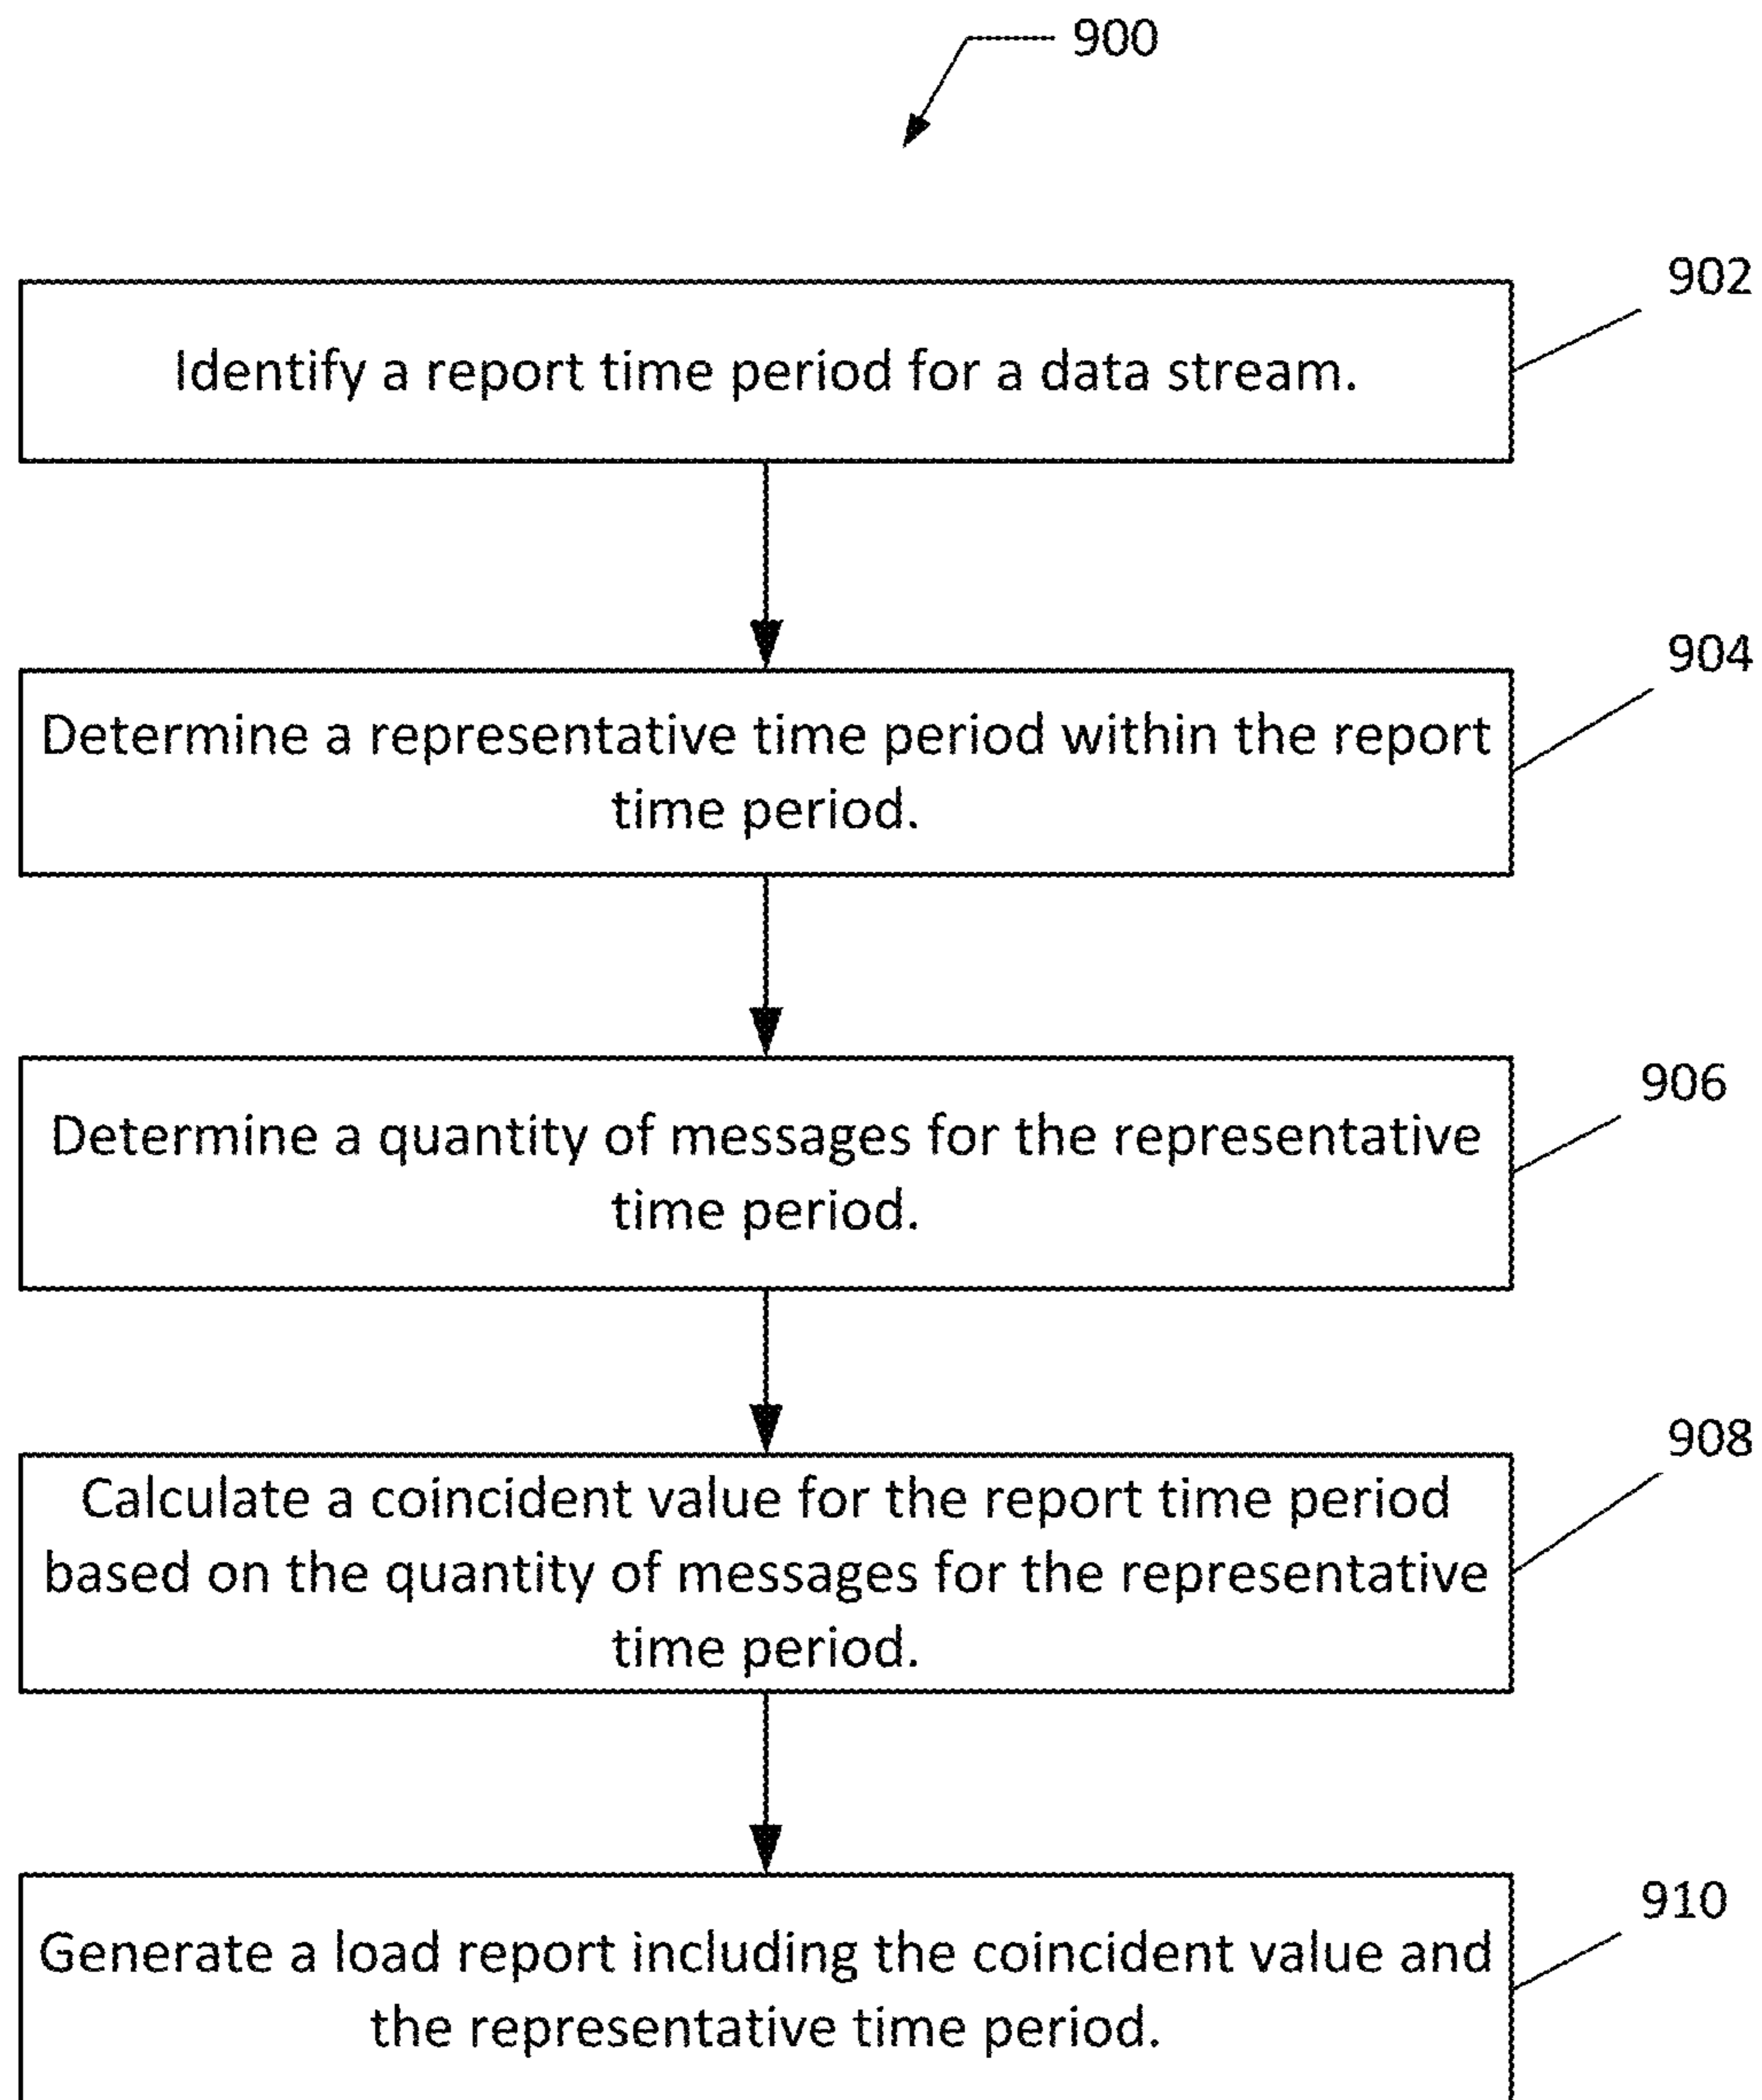 900
902
Identify a report time period for a data stream.
904
Determine a representative time period within the report
time period.
906
Determine a quantity of messages for the representative
time period.
908
Calculate a coincident value for the report time period
based on the quantity of messages for the representative
time period.
910
Generate a load report including the coincident value and
the representative time period.